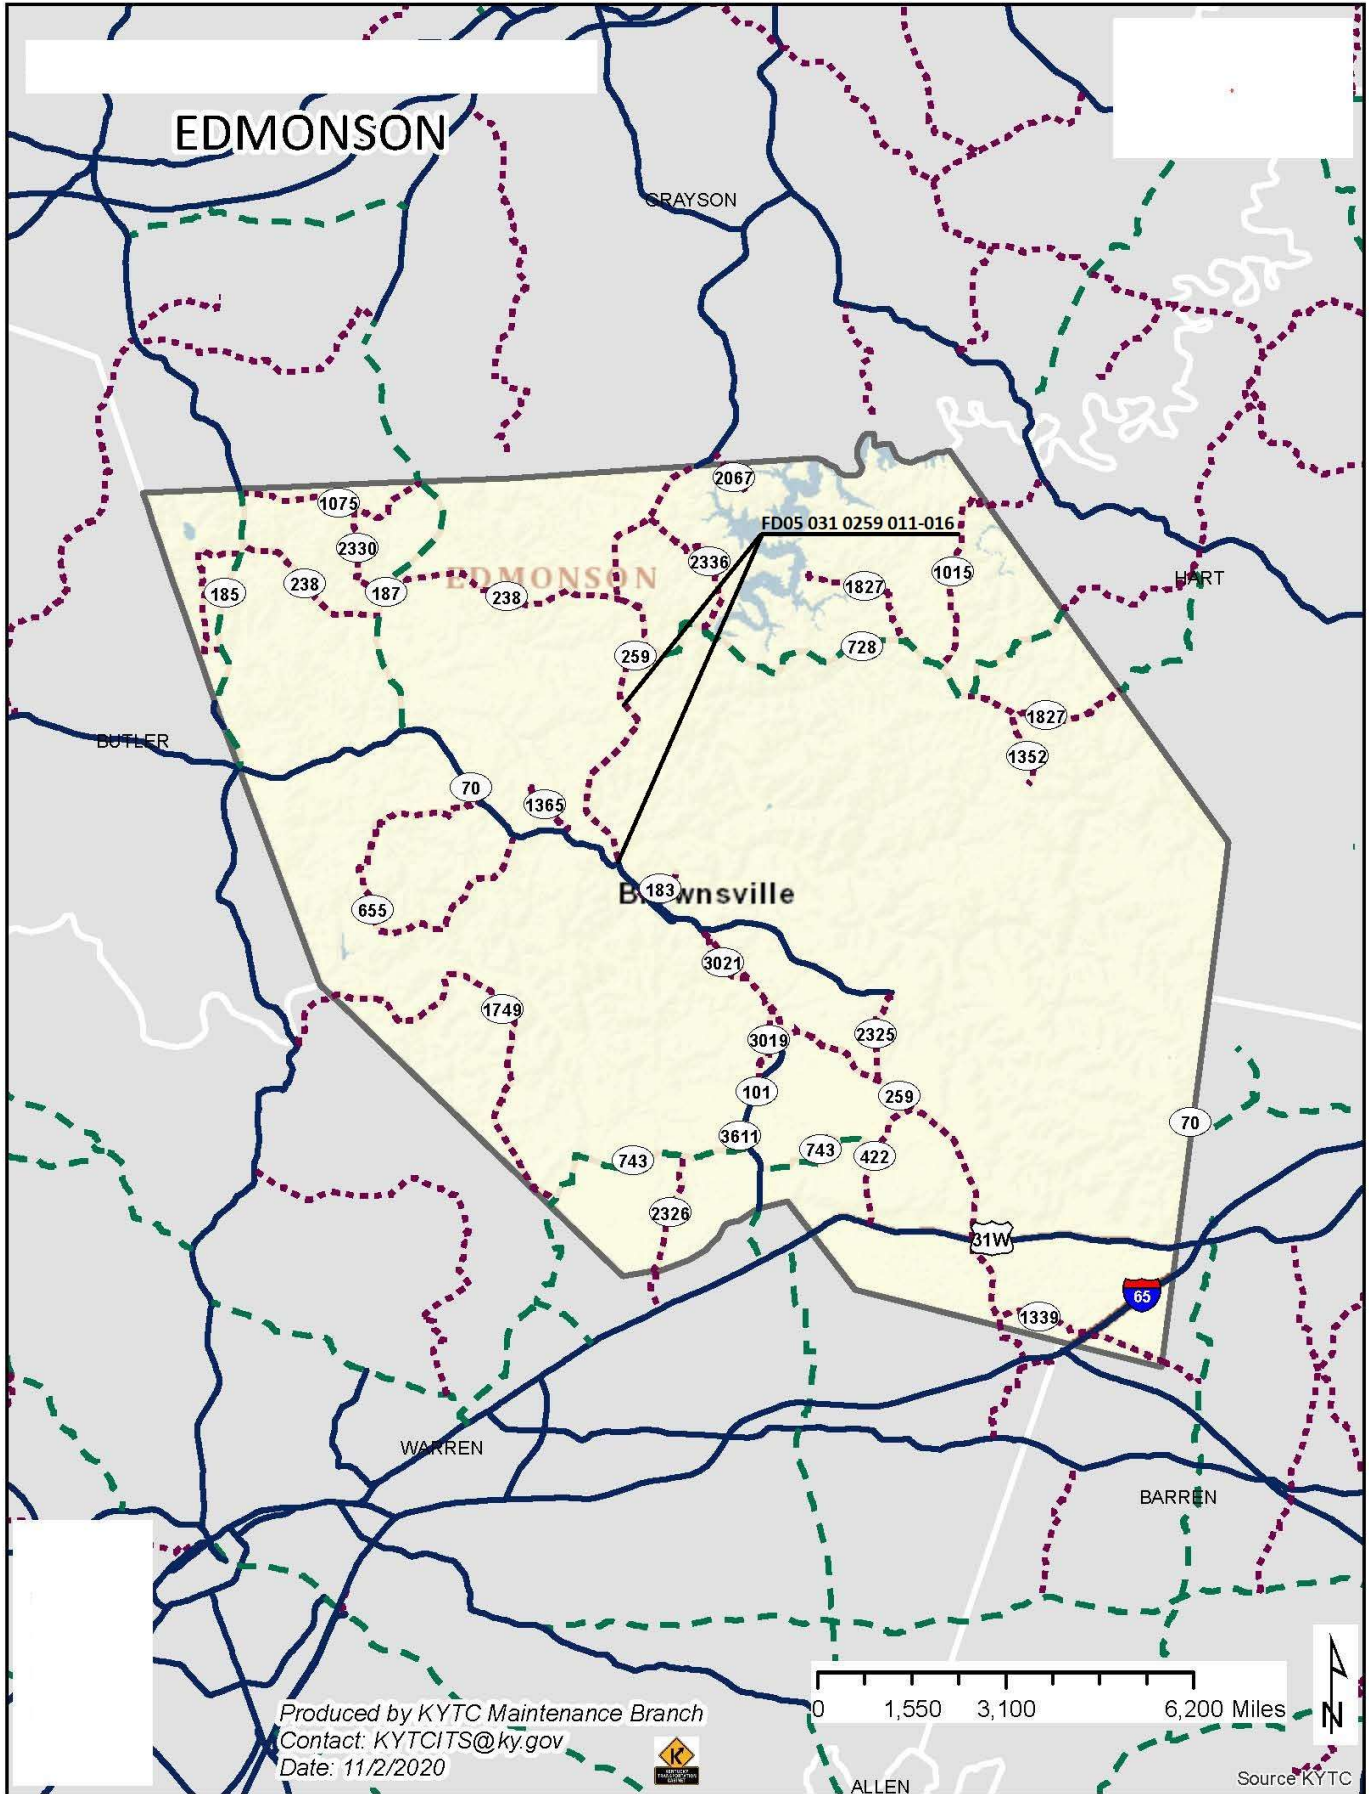 EDMONSON
GRAYSON
2067
1075
FD05 031 0259 011-016
2330
2336
1015
EDMONSON
HART
185
238
187
238
1827
728
259
1827
BUTLER
1352
70
1365
183
Brownsville
655
3021
1749
2325
3019
101
259
70
3611
743
743
422
2326
31W
65
1339
WARREN
BARREN
0 1,550 3,100 6,200 Miles
N
Produced by KYTC Maintenance Branch
Contact: KYTCITS@ky.gov
Date: 11/2/2020
K
KENTUCKY
TRANSPORTATION
CABINET
ALLEN
Source KYTC